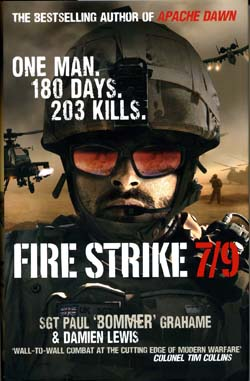 THE BESTSELLING AUTHOR OF APACHE DAWN
ONE MAN.
180 DAYS.
203 KILLS.
FIRE STRIKE 7/9
SGT PAUL 'BOMMER' GRAHAME
& DAMIEN LEWIS
'WALL-TO-WALL COMBAT AT THE CUTTING EDGE OF MODERN WARFARE'
COLONEL TIM COLLINS